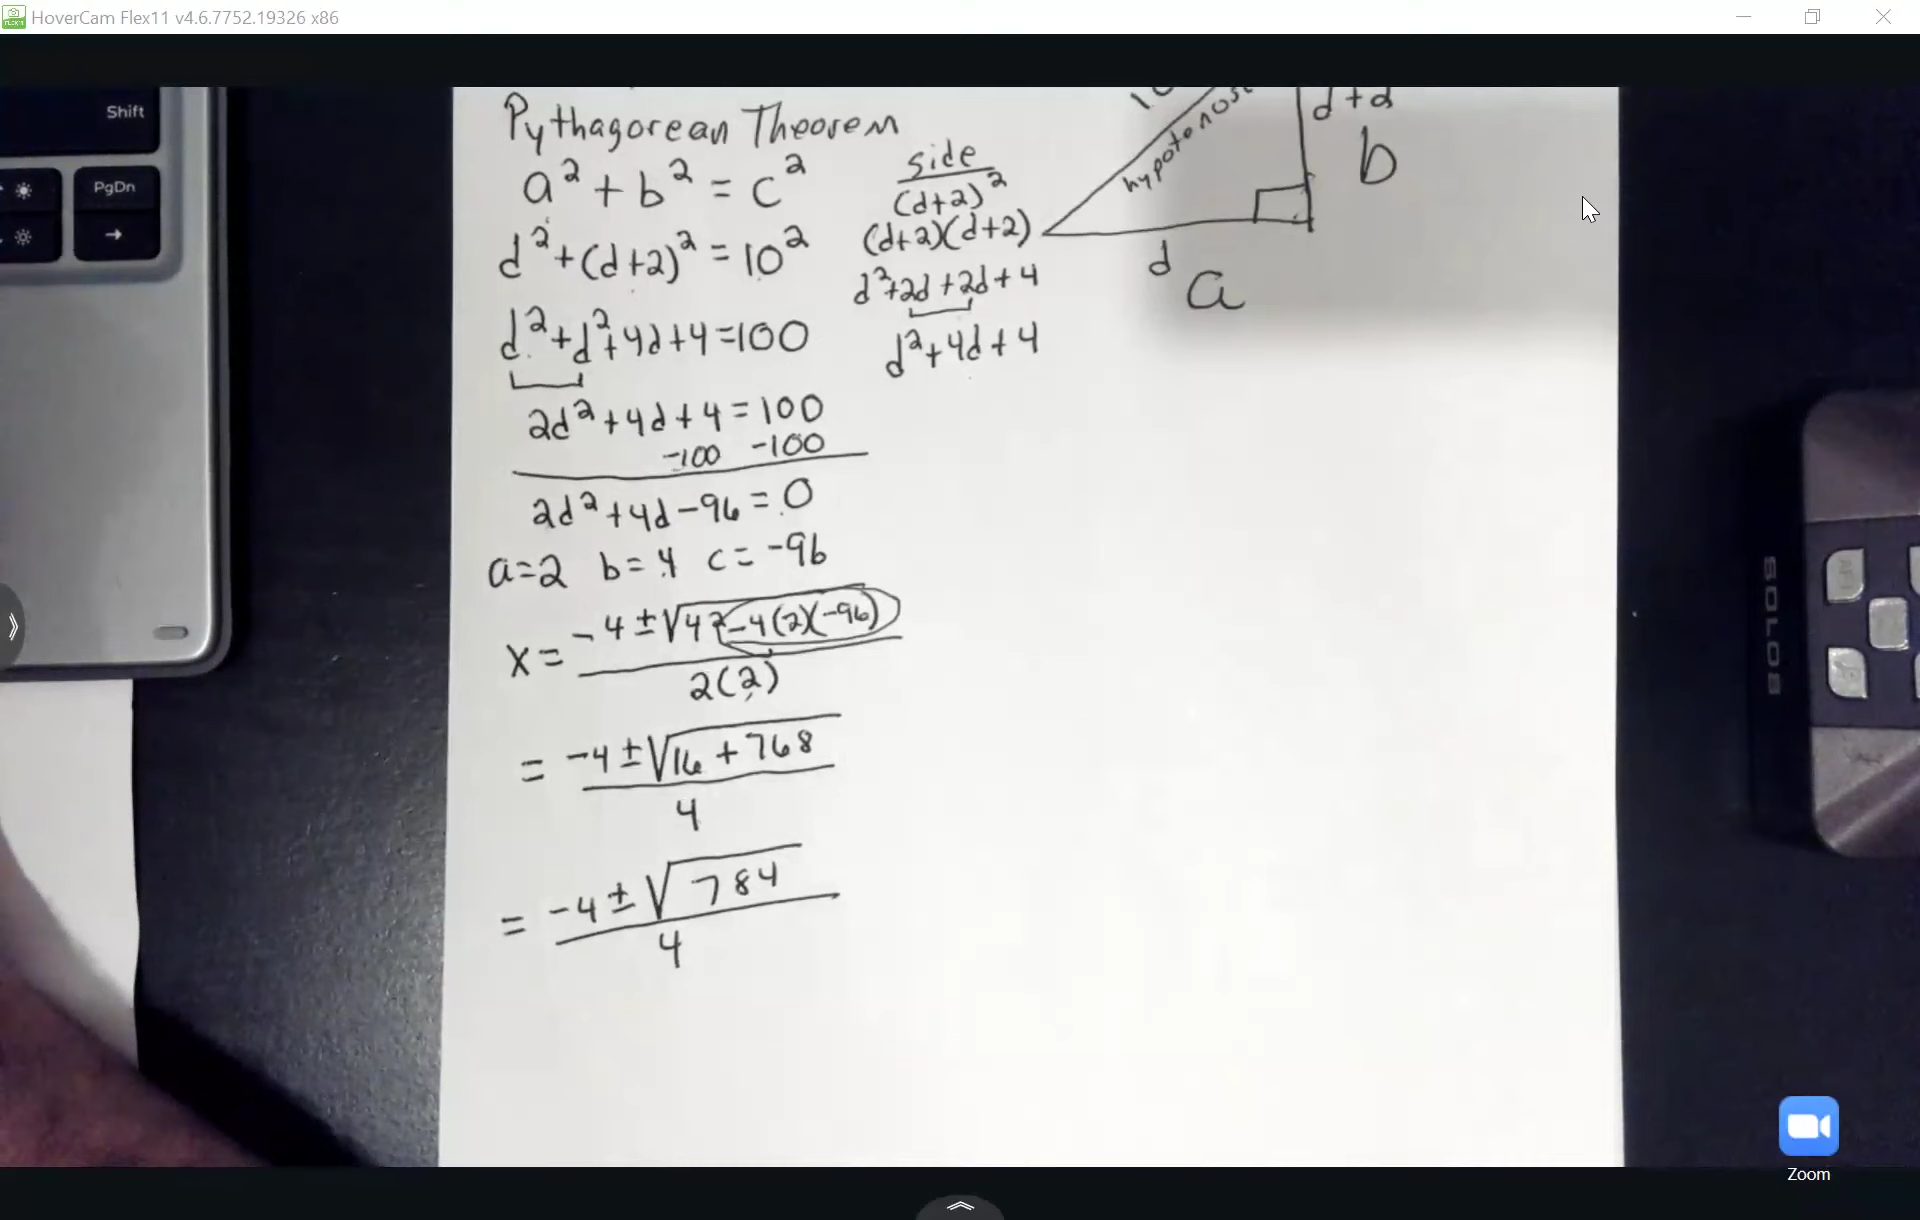 HoverCam Flex11 v4.6.7752.19326 x86
Shift
PgDn
→
Pythagorean Theorem
a² + b² = c²
d² + (d+2)² = 10²
d² + d² + 4d + 4 = 100
2d² + 4d + 4 = 100
-100 -100
2d² + 4d - 96 = 0
a = 2 b = 4 c = -96
x = -4 ± √4² - 4(2)(-96)
2(2)
= -4 ± √16 + 768
4
= -4 ± √784
4
side
(d+2)²
(d+2)(d+2)
d² + 2d + 2d + 4
d² + 4d + 4
10
hypotenose
d+2
b
d
a
SOLO8
Zoom